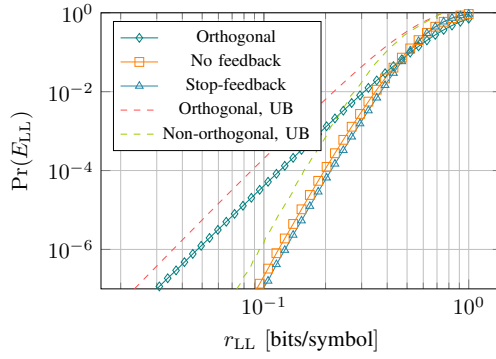 10^0
10^{-2}
10^{-4}
10^{-6}
Pr(E_LL)
Orthogonal
No feedback
Stop-feedback
Orthogonal, UB
Non-orthogonal, UB
10^{-1}
10^0
r_LL [bits/symbol]